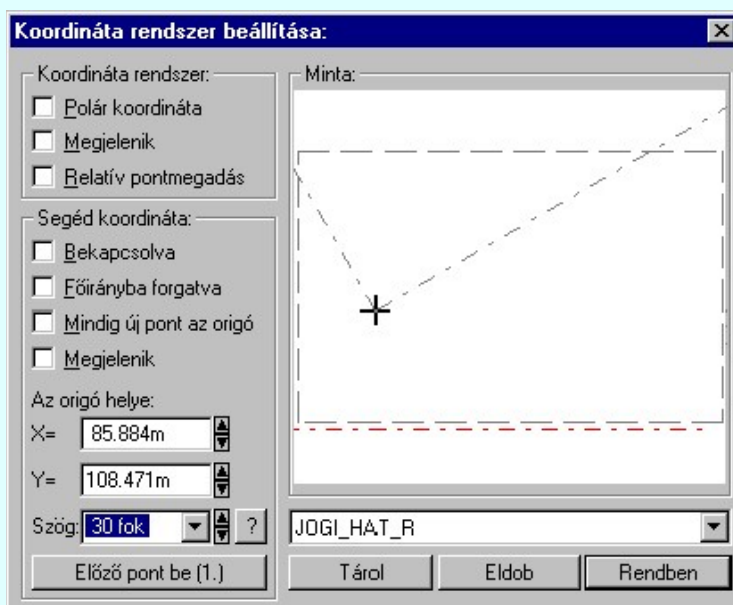 Koordináta rendszer beállítása:
Koordináta rendszer:
Polár koordináta
Megjelenik
Relatív pontmegadás
Segéd koordináta:
Bekapcsolva
Főirányba forgatva
Mindig új pont az origó
Megjelenik
Az origó helye:
X= 85.884m
Y= 108.471m
Szög: 30 fok ?
Előző pont be (1.)
Minta:
JOGI_HAT_R
Tárol Eldob Rendben